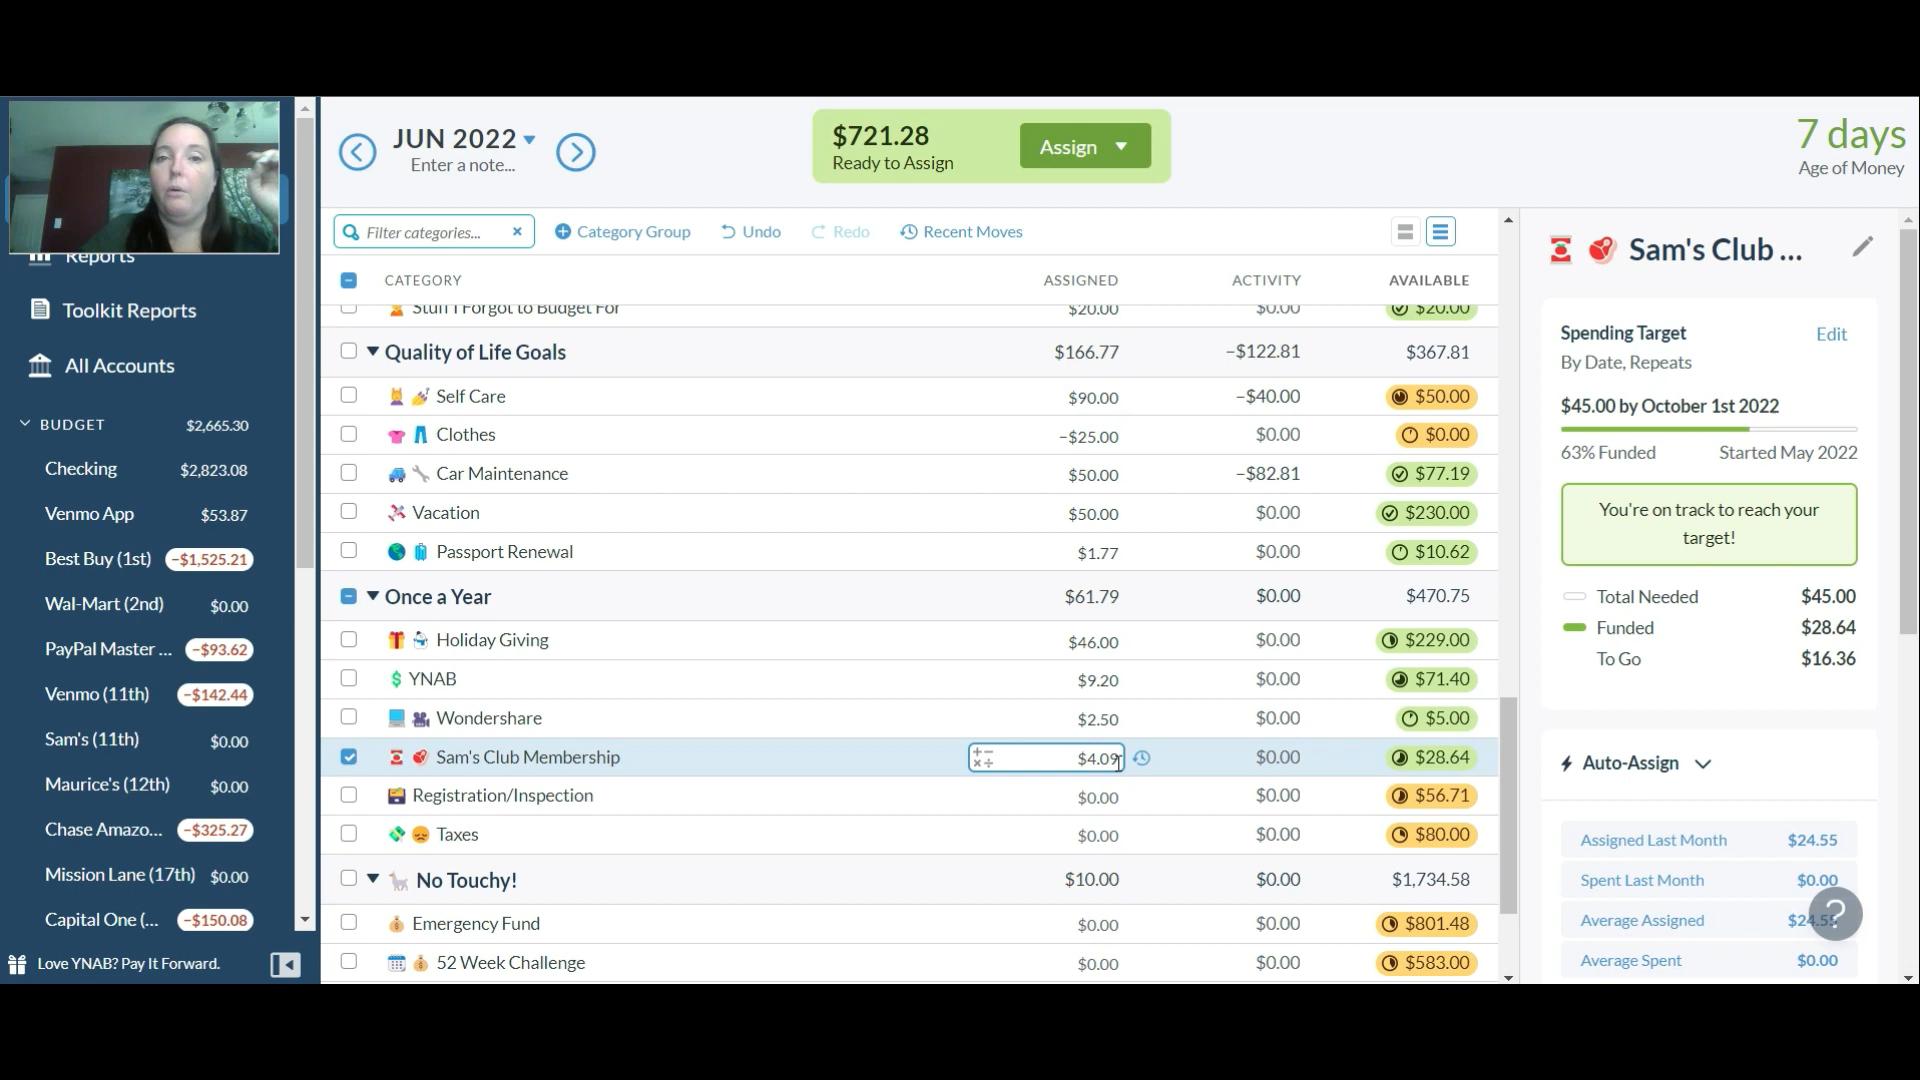 JUN 2022
Enter a note...
$721.28
Ready to Assign
Assign
7 days
Age of Money
Reports
Toolkit Reports
All Accounts
BUDGET $2,665.30
Checking $2,823.08
Venmo App $53.87
Best Buy (1st) −$1,525.21
Wal-Mart (2nd) $0.00
PayPal Master ... −$93.62
Venmo (11th) −$142.44
Sam's (11th) $0.00
Maurice's (12th) $0.00
Chase Amazo... −$325.27
Mission Lane (17th) $0.00
Capital One (... −$150.08
Love YNAB? Pay It Forward.
Filter categories... Category Group Undo Redo Recent Moves
CATEGORY ASSIGNED ACTIVITY AVAILABLE
Stuff I Forgot to Budget For $20.00 $0.00 $20.00
Quality of Life Goals $166.77 −$122.81 $367.81
Self Care $90.00 −$40.00 $50.00
Clothes −$25.00 $0.00 $0.00
Car Maintenance $50.00 −$82.81 $77.19
Vacation $50.00 $0.00 $230.00
Passport Renewal $1.77 $0.00 $10.62
Once a Year $61.79 $0.00 $470.75
Holiday Giving $46.00 $0.00 $229.00
YNAB $9.20 $0.00 $71.40
Wondershare $2.50 $0.00 $5.00
Sam's Club Membership $4.09 $0.00 $28.64
Registration/Inspection $0.00 $0.00 $56.71
Taxes $0.00 $0.00 $80.00
No Touchy! $10.00 $0.00 $1,734.58
Emergency Fund $0.00 $0.00 $801.48
52 Week Challenge $0.00 $0.00 $583.00
Sam's Club ...
Spending Target Edit
By Date, Repeats
$45.00 by October 1st 2022
63% Funded Started May 2022
You're on track to reach your
target!
Total Needed $45.00
Funded $28.64
To Go $16.36
Auto-Assign
Assigned Last Month $24.55
Spent Last Month $0.00
Average Assigned
Average Spent $0.00
?